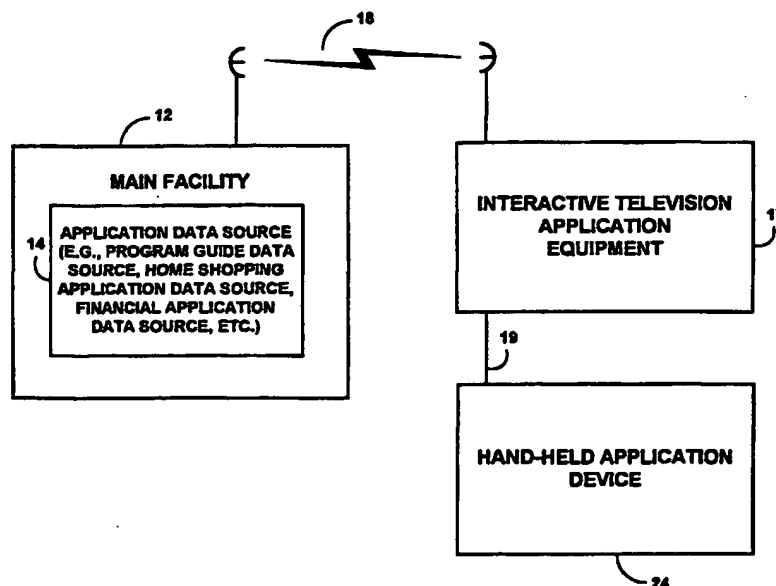 18
12
MAIN FACILITY
14
APPLICATION DATA SOURCE
(E.G., PROGRAM GUIDE DATA
SOURCE, HOME SHOPPING
APPLICATION DATA SOURCE,
FINANCIAL APPLICATION
DATA SOURCE, ETC.)
INTERACTIVE TELEVISION
APPLICATION
EQUIPMENT
19
HAND-HELD APPLICATION
DEVICE
24